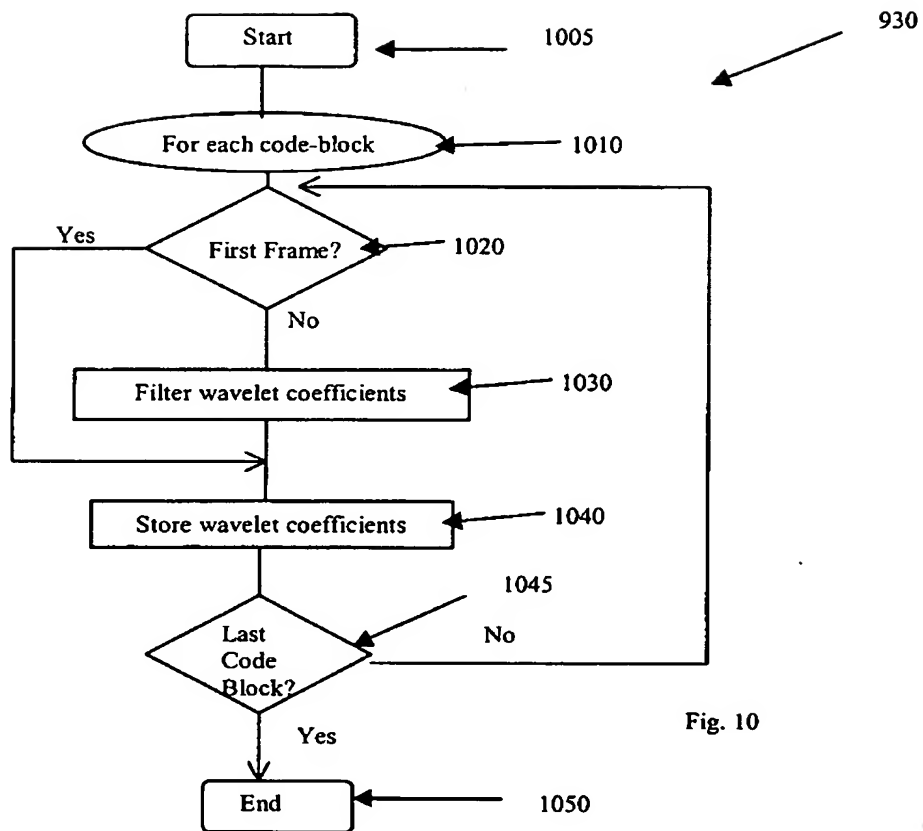 930
Start
1005
For each code-block
1010
Yes
First Frame?
1020
No
Filter wavelet coefficients
1030
Store wavelet coefficients
1040
1045
Last
Code
Block?
No
Fig. 10
Yes
End
1050